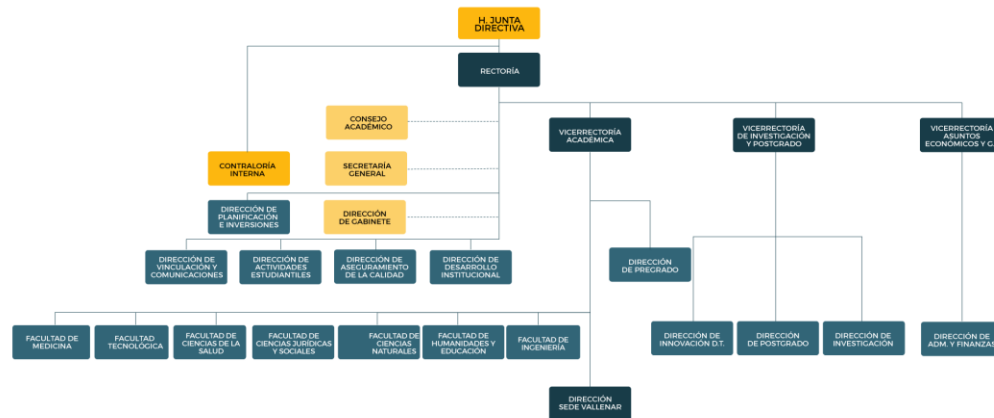 H. JUNTA
DIRECTIVA
RECTORÍA
CONSEJO
ACADÉMICO
VICERRECTORÍA
ACADÉMICA
VICERRECTORÍA
DE INVESTIGACIÓN
Y POSTGRADO
VICERRECTORÍA
ASUNTOS
ECONÓMICOS Y G.
CONTRALORÍA
INTERNA
SECRETARÍA
GENERAL
DIRECCIÓN DE
PLANIFICACIÓN
E INVERSIONES
DIRECCIÓN
DE GABINETE
DIRECCIÓN DE
VINCULACIÓN Y
COMUNICACIONES
DIRECCIÓN DE
ACTIVIDADES
ESTUDIANTILES
DIRECCIÓN DE
ASEGURAMIENTO
DE LA CALIDAD
DIRECCIÓN DE
DESARROLLO
INSTITUCIONAL
DIRECCIÓN
DE PREGRADO
FACULTAD DE
MEDICINA
FACULTAD
TECNOLÓGICA
FACULTAD DE
CIENCIAS DE LA
SALUD
FACULTAD DE
CIENCIAS JURÍDICAS
Y SOCIALES
FACULTAD DE
CIENCIAS
NATURALES
FACULTAD DE
HUMANIDADES Y
EDUCACIÓN
FACULTAD DE
INGENIERÍA
DIRECCIÓN DE
INNOVACIÓN D.T.
DIRECCIÓN
DE POSTGRADO
DIRECCIÓN DE
INVESTIGACIÓN
DIRECCIÓN DE
ADM. Y FINANZAS
DIRECCIÓN
SEDE VALLENAR